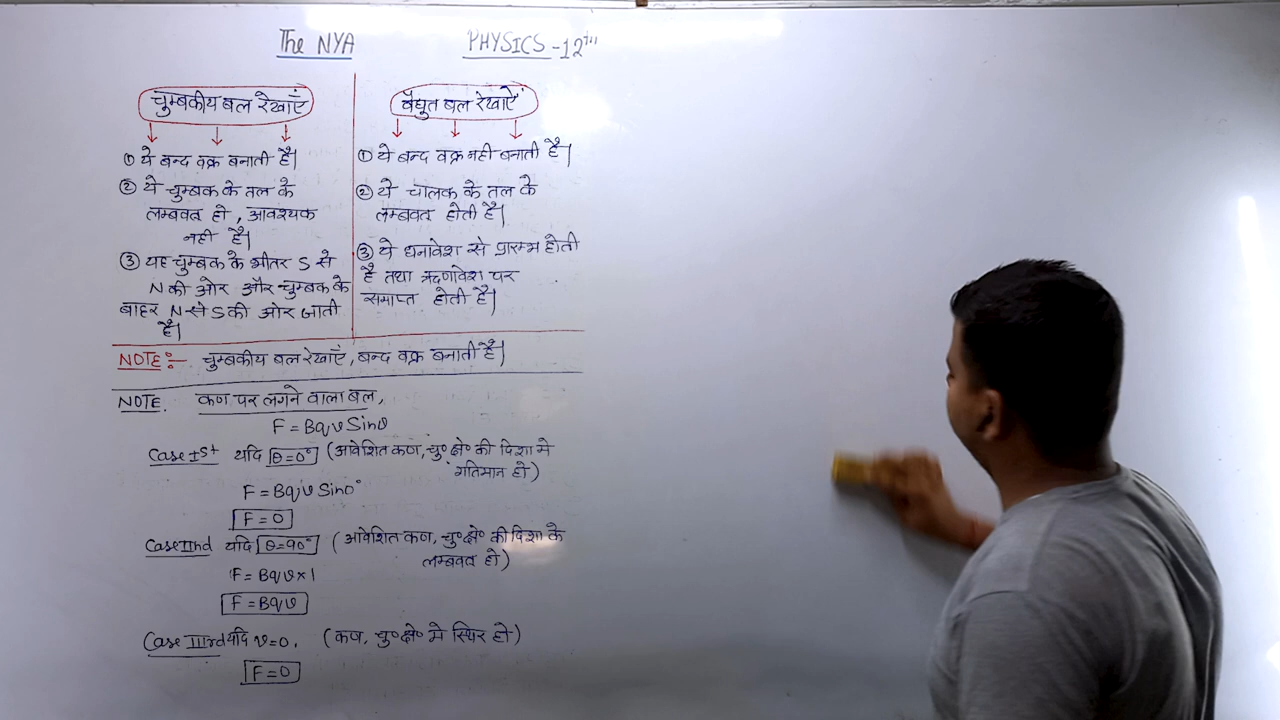 The NYA
PHYSICS-12th
चुम्बकीय बल रेखाएँ
① ये बन्द वक्र बनाती है।
② ये चुम्बक के तल के
लम्बवत हो, आवश्यक
नही है।
③ यह चुम्बक के भीतर S से
N की ओर और चुम्बक के
बाहर N से S की ओर जाती
है।
वैधुत बल रेखाऐं
① ये बन्द वक्र नही बनाती है।
② ये चालक के तल के
लम्बवत होती है।
③ ये धनावेश से प्रारम्भ होती
है तथा ऋणावेश पर
समाप्त होती है।
NOTE:- चुम्बकीय बल रेखाएँ, बन्द वक्र बनाती है।
NOTE. कण पर लगने वाला बल,
F = Bqv Sinθ
Case Ist यदि θ=0° (आवेशित कण, चु० क्षे० की दिशा मे
गतिमान हो)
F = Bqv Sin0°
F = 0
Case IInd यदि θ=90° (आवेशित कण, चु० क्षे० की दिशा के
लम्बवत हो)
F = Bqv×1
F = Bqv
Case IIIrd यदि v=0. (कण, चु० क्षे० मे स्थिर हो)
F = 0